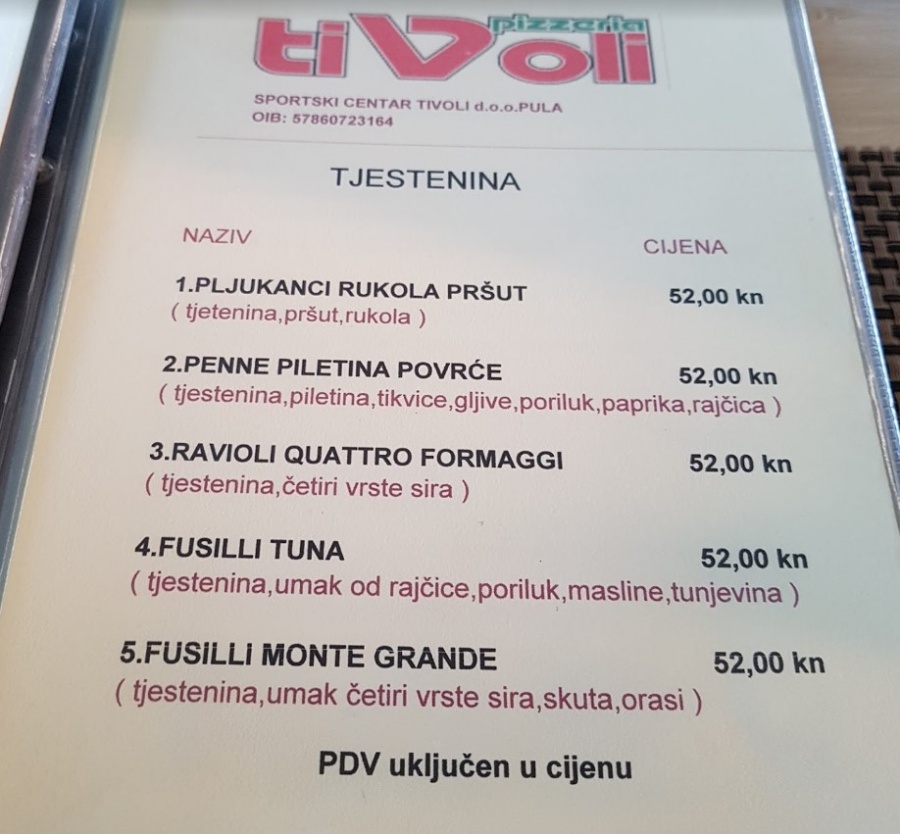 pizzeria
tiVoli
SPORTSKI CENTAR TIVOLI d.o.o.PULA
OIB: 57860723164
TJESTENINA
NAZIV CIJENA
1.PLJUKANCI RUKOLA PRŠUT 52,00 kn
( tjetenina,pršut,rukola )
2.PENNE PILETINA POVRĆE 52,00 kn
( tjestenina,piletina,tikvice,gljive,poriluk,paprika,rajčica )
3.RAVIOLI QUATTRO FORMAGGI 52,00 kn
( tjestenina,četiri vrste sira )
4.FUSILLI TUNA 52,00 kn
( tjestenina,umak od rajčice,poriluk,masline,tunjevina )
5.FUSiLLi MONTE GRANDE 52,00 kn
( tjestenina,umak četiri vrste sira,skuta,orasi )
PDV uključen u cijenu